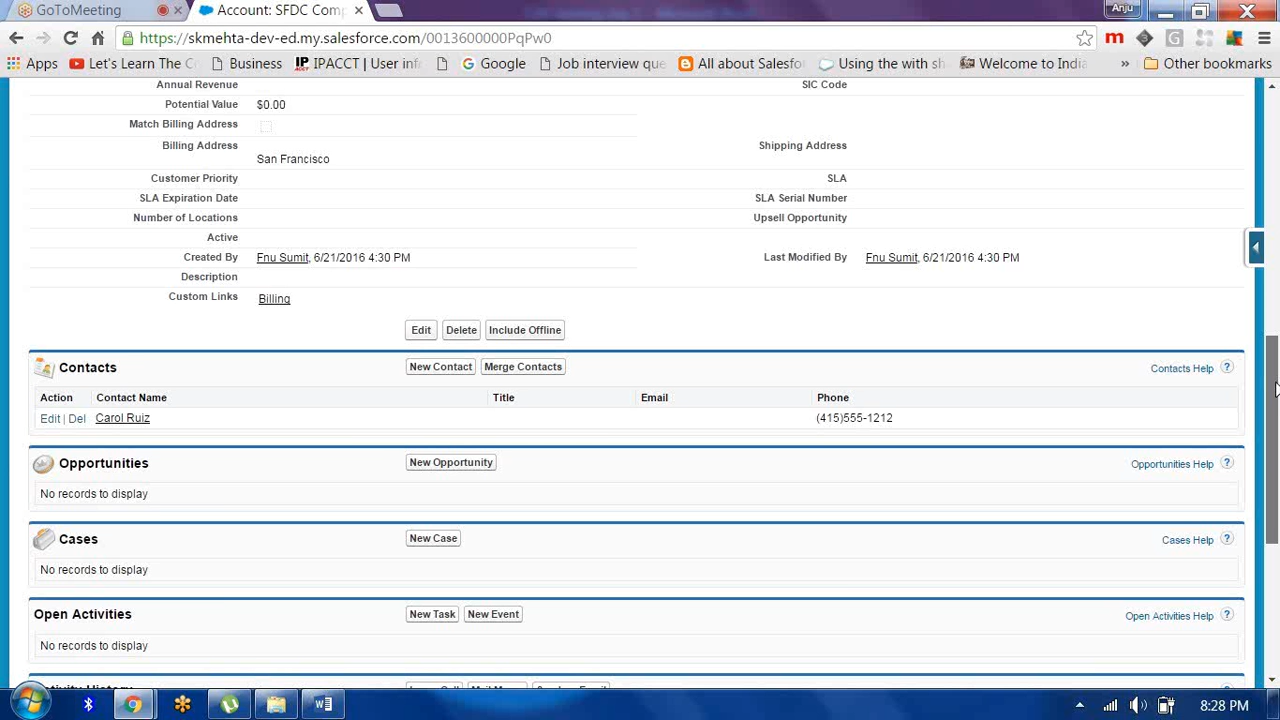 GoToMeeting
Account: SFDC Comp
Anju
https://skmehta-dev-ed.my.salesforce.com/0013600000PqPw0
Apps
Let's Learn The C
Business
IPACCT | User inf
Google
Job interview que
All about Salesfo
Using the with sh
Welcome to India
»
Other bookmarks
Annual Revenue
SIC Code
Potential Value $0.00
Match Billing Address
Billing Address
San Francisco
Shipping Address
Customer Priority
SLA
SLA Expiration Date
SLA Serial Number
Number of Locations
Upsell Opportunity
Active
Created By Fnu Sumit, 6/21/2016 4:30 PM
Last Modified By Fnu Sumit, 6/21/2016 4:30 PM
Description
Custom Links Billing
Edit Delete Include Offline
Contacts New Contact Merge Contacts Contacts Help ?
Action Contact Name Title Email Phone
Edit | Del Carol Ruiz (415)555-1212
Opportunities New Opportunity Opportunities Help ?
No records to display
Cases New Case Cases Help ?
No records to display
Open Activities New Task New Event Open Activities Help ?
No records to display
8:28 PM